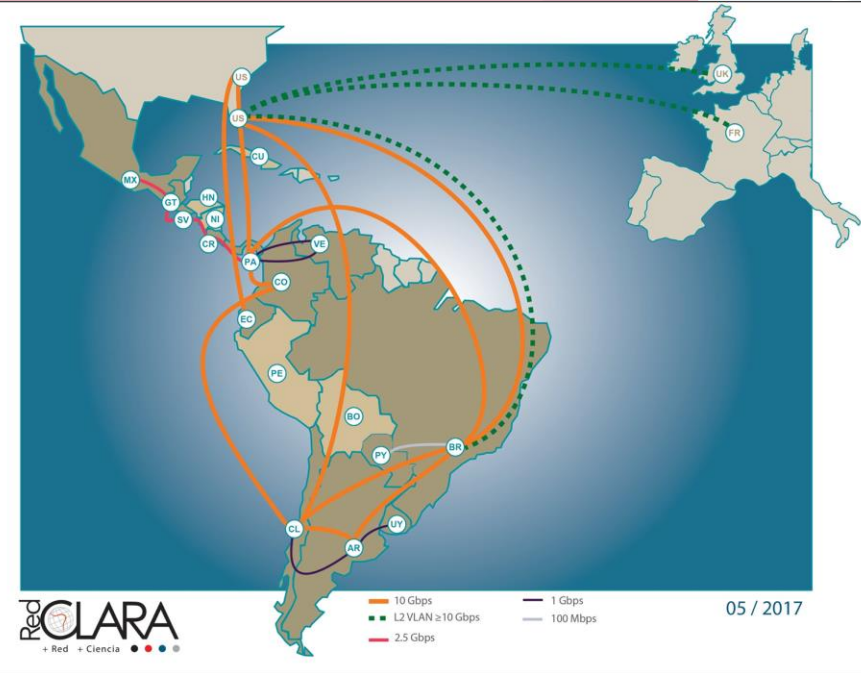 US
UK
US
FR
CU
MX
HN
GT
SV
NI
CR
VE
PA
CO
EC
PE
BO
BR
PY
UY
CL
AR
10 Gbps
L2 VLAN ≥10 Gbps
2.5 Gbps
1 Gbps
100 Mbps
05 / 2017
Red CLARA
+ Red + Ciencia